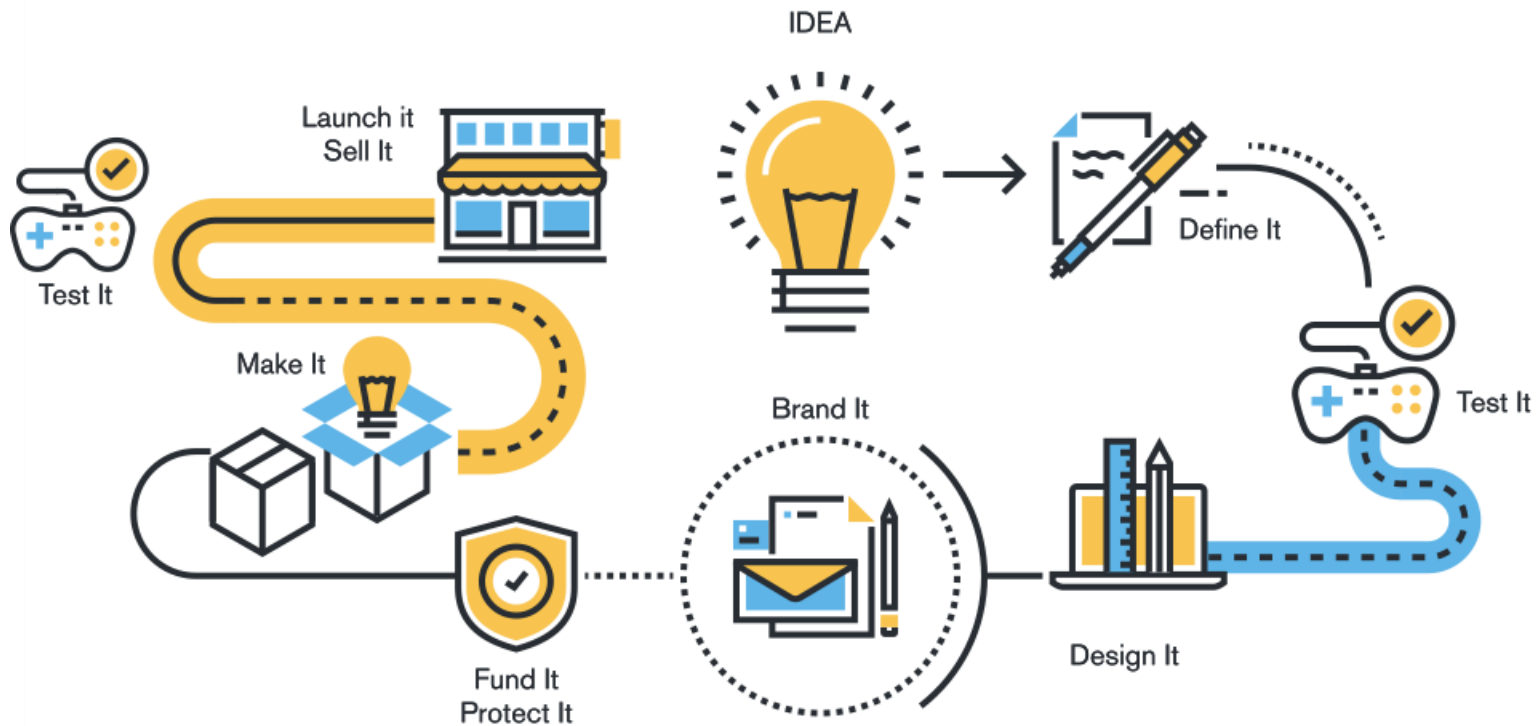 IDEA
Define It
Test It
Design It
Brand It
Fund It
Protect It
Make It
Test It
Launch it
Sell It